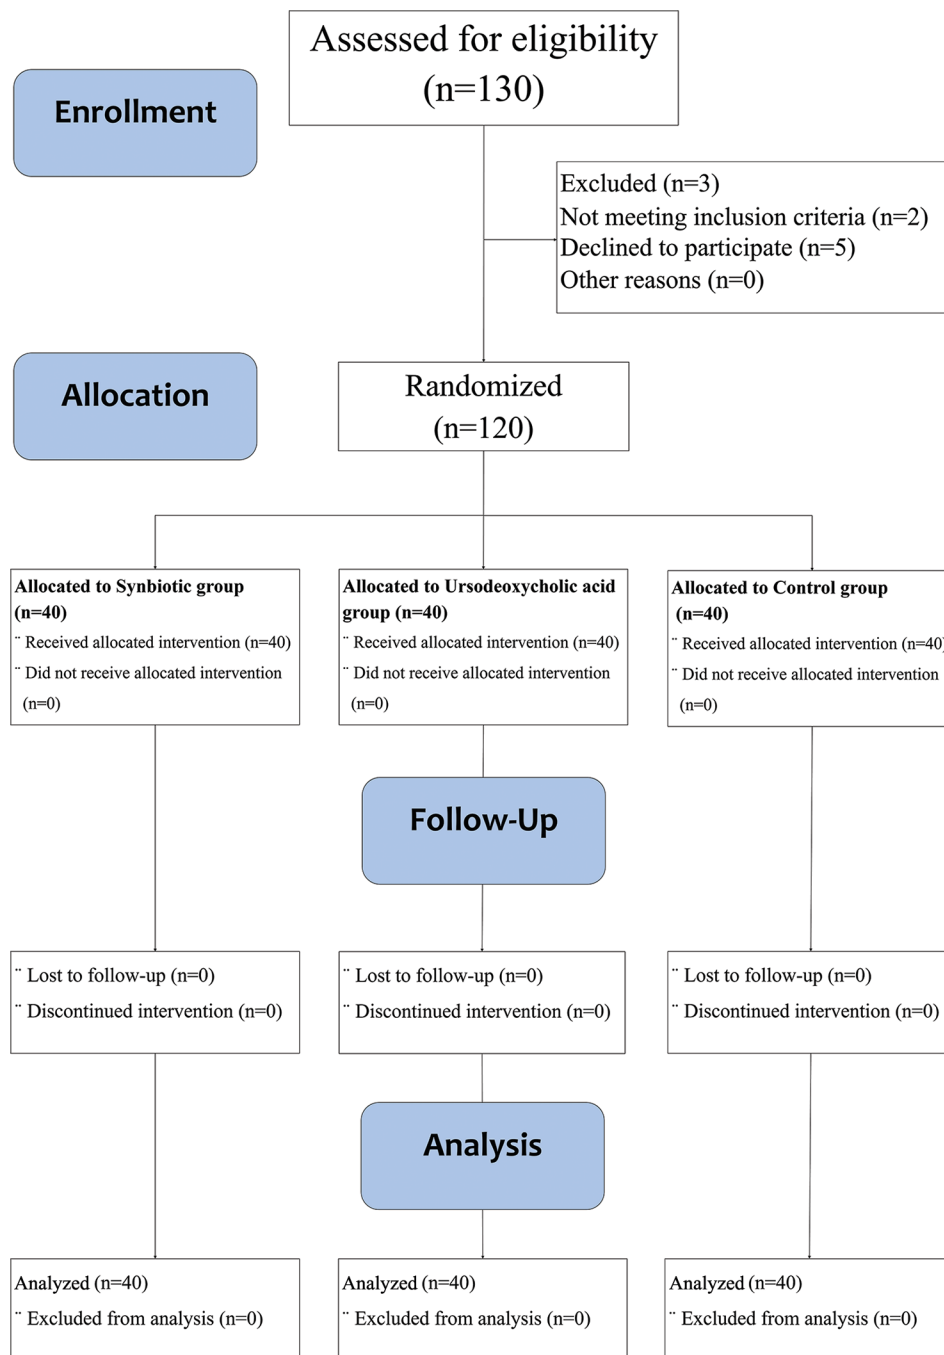 Assessed for eligibility
(n=130)
Enrollment
Excluded (n=3)
Not meeting inclusion criteria (n=2)
Declined to participate (n=5)
Other reasons (n=0)
Allocation
Randomized
(n=120)
Allocated to Synbiotic group
(n=40)
¨ Received allocated intervention (n=40)
¨ Did not receive allocated intervention
(n=0)
Allocated to Ursodeoxycholic acid
group (n=40)
¨ Received allocated intervention (n=40)
¨ Did not receive allocated intervention
(n=0)
Allocated to Control group
(n=40)
¨ Received allocated intervention (n=40)
¨ Did not receive allocated intervention
(n=0)
Follow-Up
¨ Lost to follow-up (n=0)
¨ Discontinued intervention (n=0)
¨ Lost to follow-up (n=0)
¨ Discontinued intervention (n=0)
¨ Lost to follow-up (n=0)
¨ Discontinued intervention (n=0)
Analysis
Analyzed (n=40)
¨ Excluded from analysis (n=0)
Analyzed (n=40)
¨ Excluded from analysis (n=0)
Analyzed (n=40)
¨ Excluded from analysis (n=0)